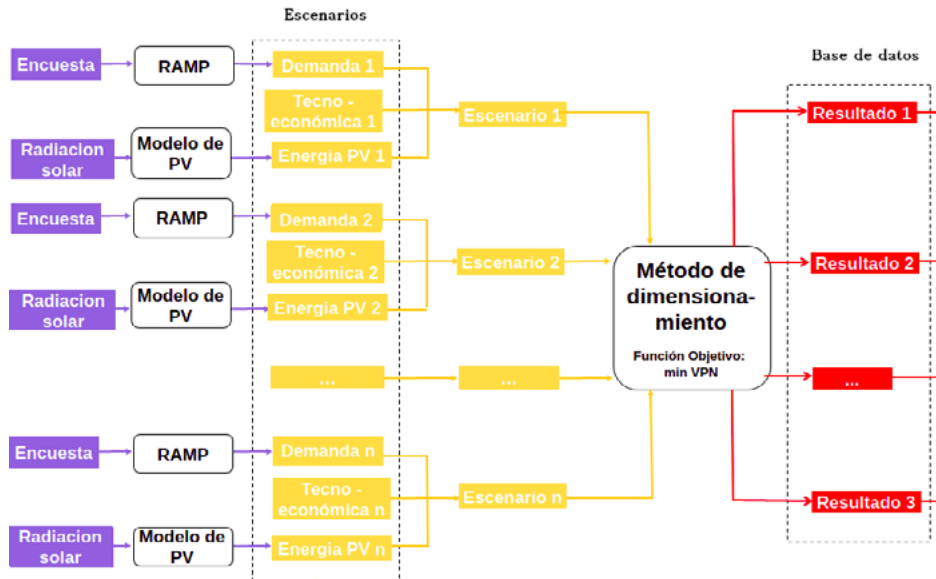 Escenarios
Base de datos
Encuesta
RAMP
Demanda 1
Tecno -
económica 1
Escenario 1
Resultado 1
Radiacion
solar
Modelo de
PV
Energia PV 1
Encuesta
RAMP
Demanda 2
Tecno -
económica 2
Escenario 2
Resultado 2
Radiacion
solar
Modelo de
PV
Energia PV 2
Método de
dimensiona-
miento
Función Objetivo:
min VPN
...
...
...
Encuesta
RAMP
Demanda n
Tecno -
económica n
Escenario n
Resultado 3
Radiacion
solar
Modelo de
PV
Energia PV n